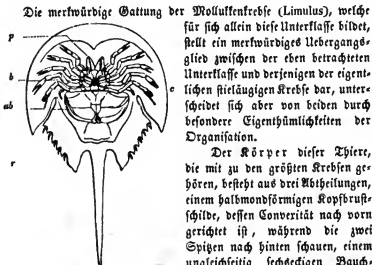 Die merkwürdige Gattung der Molluktenkrebse (Limulus), welche
für sich allein diese Unterklasse bildet,
stellt ein merkwürdiges Uebergangs-
glied zwischen der eben betrachteten
Unterklasse und derjenigen der eigent-
lichen stieläugigen Krebse dar, unter-
scheidet sich aber von beiden durch
besondere Eigenthümlichkeiten der
Organisation.
Der Körper dieser Thiere,
die mit zu den größten Krebsen ge-
hören, besteht aus drei Abtheilungen,
einem halbmondförmigen Kopfbrust-
schilde, dessen Convexität nach vorn
gerichtet ist, während die zwei
Spitzen nach hinten schauen, einem
ungleichseitig sechseckigen Bauch-
p
b
c
ab
r